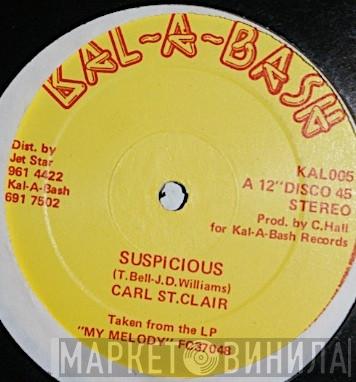 KAL-A-BASH
Dist. by
Jet Star
961 4422
Kal-A-Bash
691 7502
KAL005
A 12" DISCO 45
STEREO
Prod. by C.Hall
for Kal-A-Bash Records
SUSPICIOUS
(T.Bell-J.D.Williams)
CARL ST.CLAIR
Taken from the LP
"MY MELODY" FC37048
МАРКЕТ ВИНИЛА!